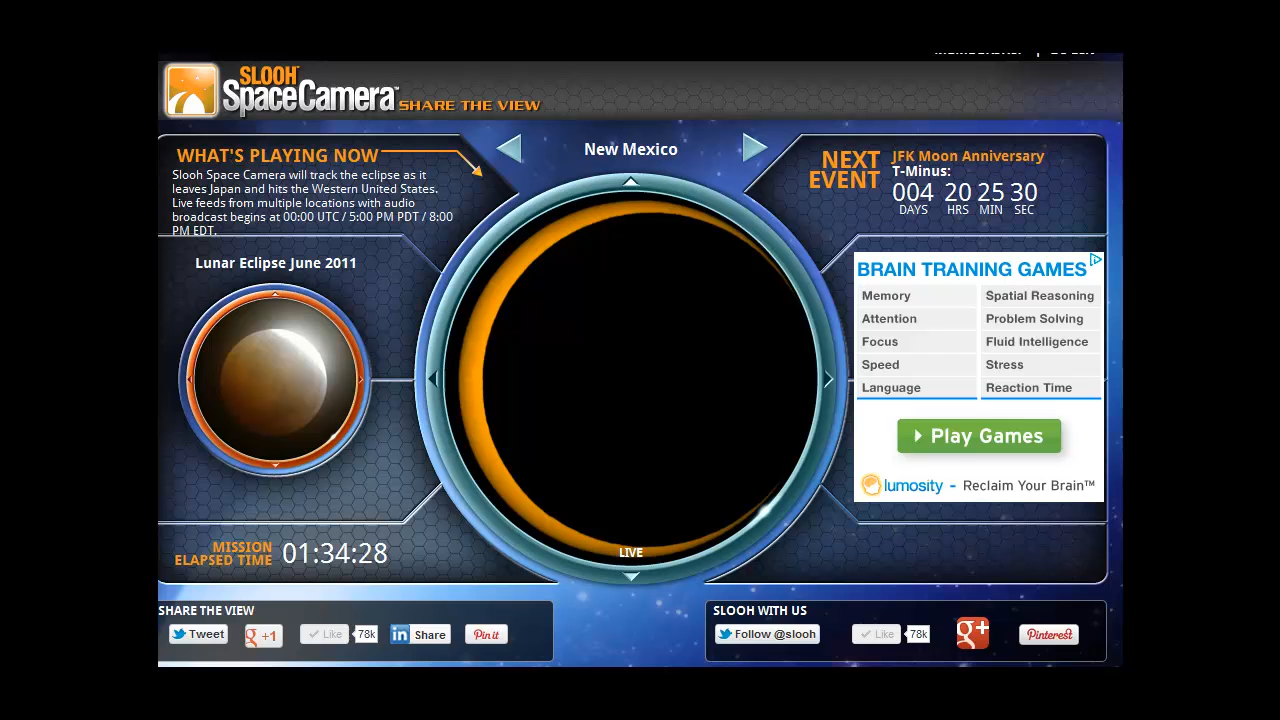 SLOOH
SpaceCamera™ SHARE THE VIEW
WHAT'S PLAYING NOW
Slooh Space Camera will track the eclipse as it
leaves Japan and hits the Western United States.
Live feeds from multiple locations with audio
broadcast begins at 00:00 UTC / 5:00 PM PDT / 8:00
PM EDT.
New Mexico
NEXT
EVENT
JFK Moon Anniversary
T-Minus:
004 20 25 30
DAYS HRS MIN SEC
Lunar Eclipse June 2011
BRAIN TRAINING GAMES
Memory Spatial Reasoning
Attention Problem Solving
Focus Fluid Intelligence
Speed Stress
Language Reaction Time
Play Games
lumosity - Reclaim Your Brain™
LIVE
MISSION
ELAPSED TIME 01:34:28
SHARE THE VIEW
Tweet g +1 Like 78k in Share Pin it
SLOOH WITH US
Follow @slooh Like 78k g+ Pinterest